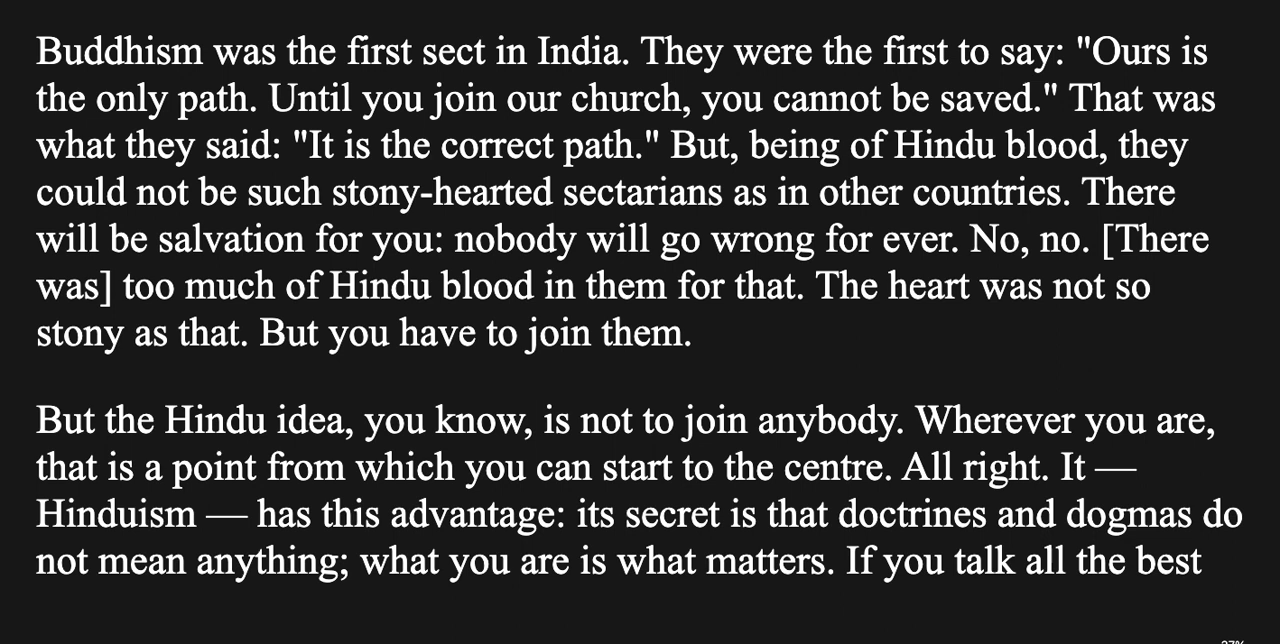 Buddhism was the first sect in India. They were the first to say: "Ours is
the only path. Until you join our church, you cannot be saved." That was
what they said: "It is the correct path." But, being of Hindu blood, they
could not be such stony-hearted sectarians as in other countries. There
will be salvation for you: nobody will go wrong for ever. No, no. [There
was] too much of Hindu blood in them for that. The heart was not so
stony as that. But you have to join them.
But the Hindu idea, you know, is not to join anybody. Wherever you are,
that is a point from which you can start to the centre. All right. It —
Hinduism — has this advantage: its secret is that doctrines and dogmas do
not mean anything; what you are is what matters. If you talk all the best